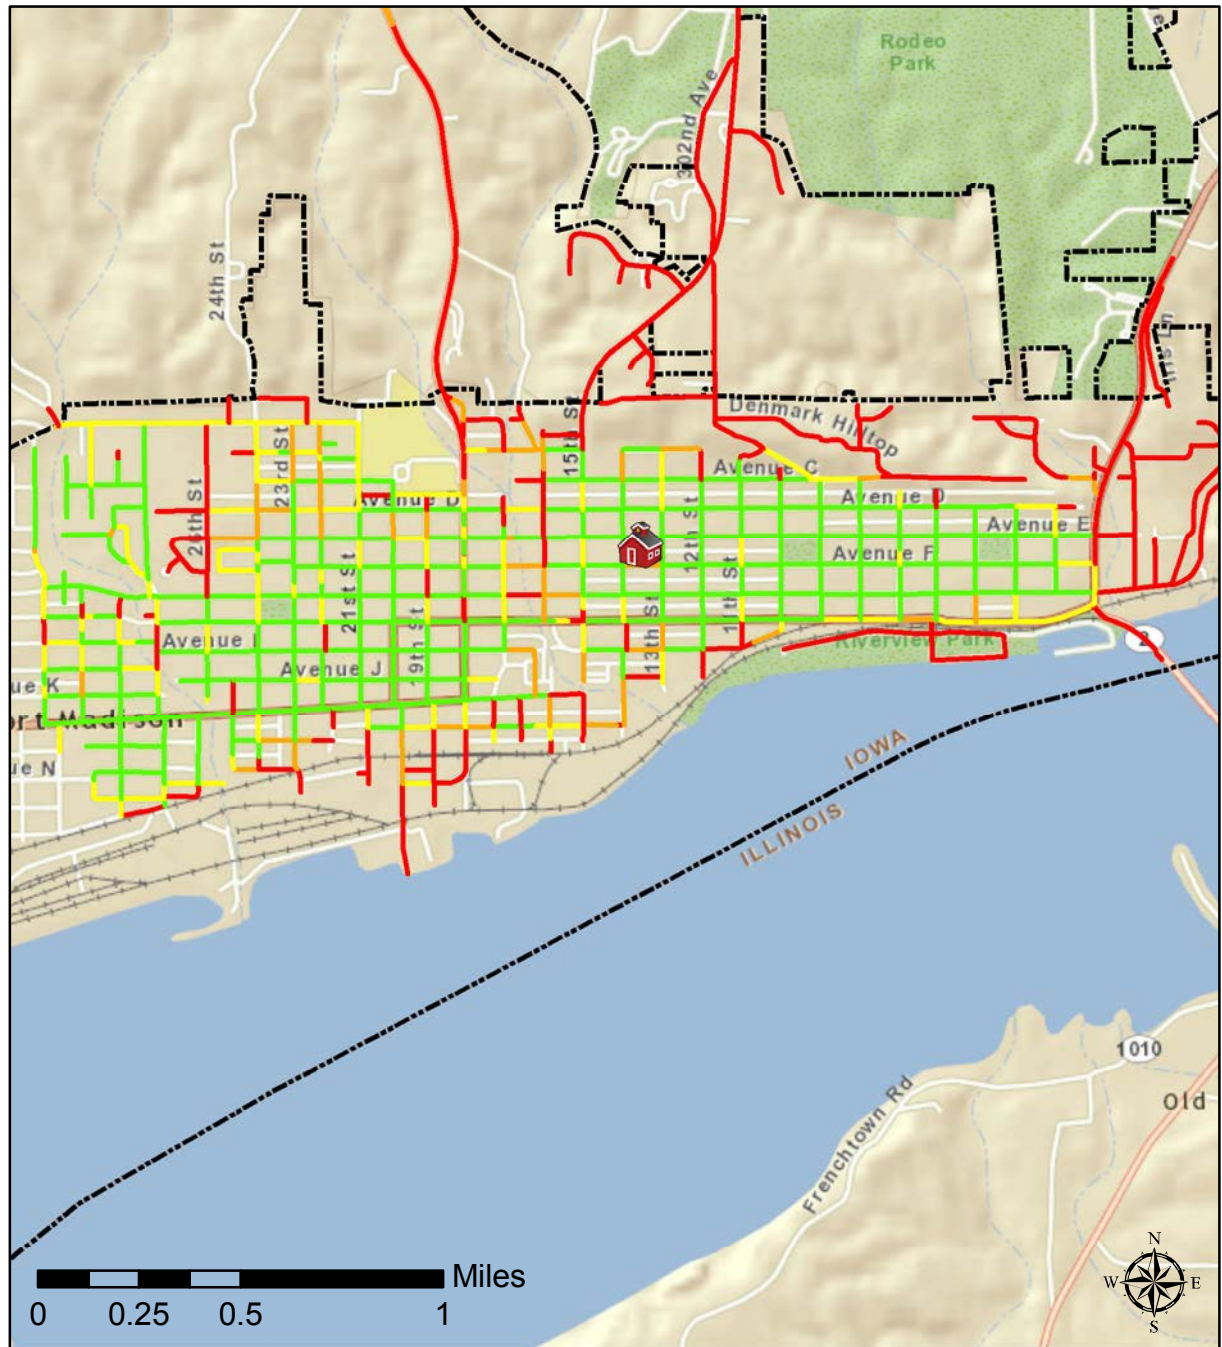 Rodeo
Park
302nd Ave
24th St
Denmark Hilltop
15th St
23rd St
Avenue C
Avenue D
Avenue D
26th St
12th St
Avenue E
Avenue F
21st St
11th St
13th St
19th St
Avenue I
Riverview Park
2
Avenue J
ue K
ort Madison
ue N
IOWA
ILLINOIS
1010
Old
Frenchtown Rd
N
W E
S
Miles
0 0.25 0.5 1